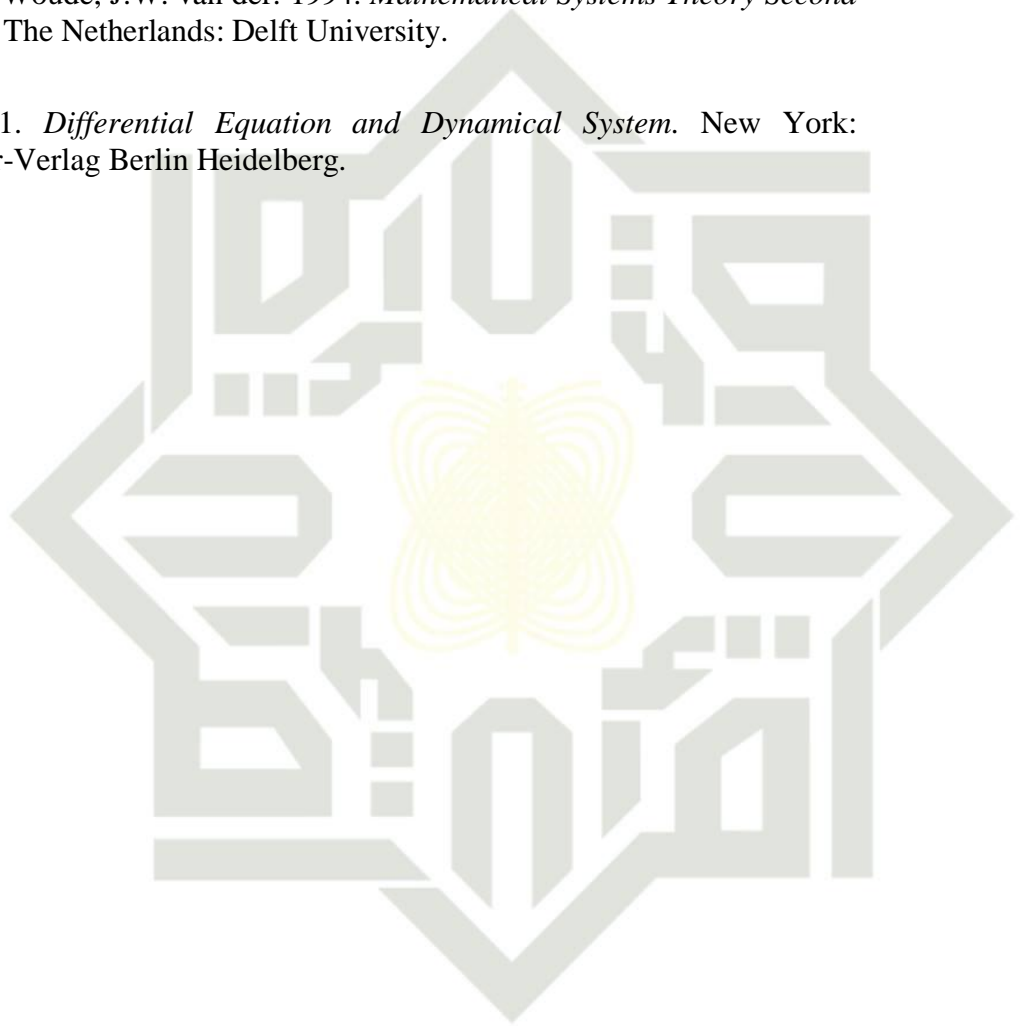 Woude, J.W. van der. 1994. Mathematical Systems Theory Second
The Netherlands: Delft University.
1. Differential Equation and Dynamical System. New York:
r-Verlag Berlin Heidelberg.